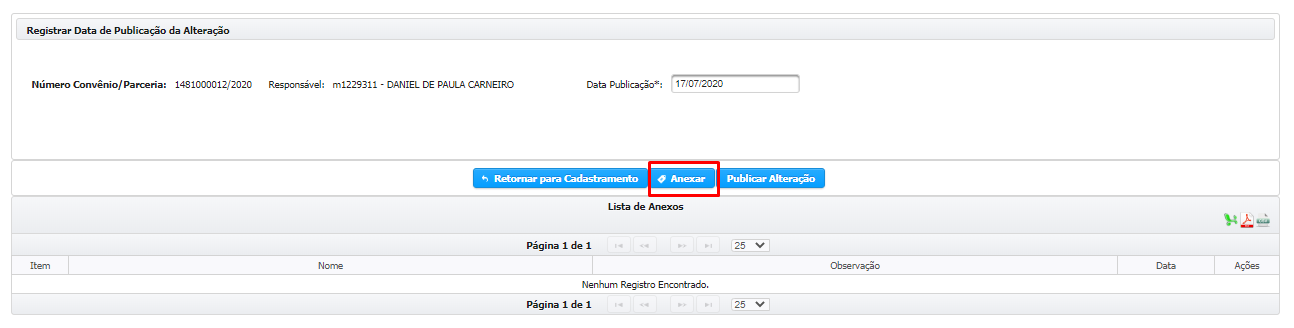 Registrar Data de Publicação da Alteração
Número Convênio/Parceria: 1481000012/2020 Responsável: m1229311 - DANIEL DE PAULA CARNEIRO Data Publicação*: 17/07/2020
Retornar para Cadastramento Anexar Publicar Alteração
Lista de Anexos
Página 1 de 1 25
Item Nome Observação Data Ações
Nenhum Registro Encontrado.
Página 1 de 1 25